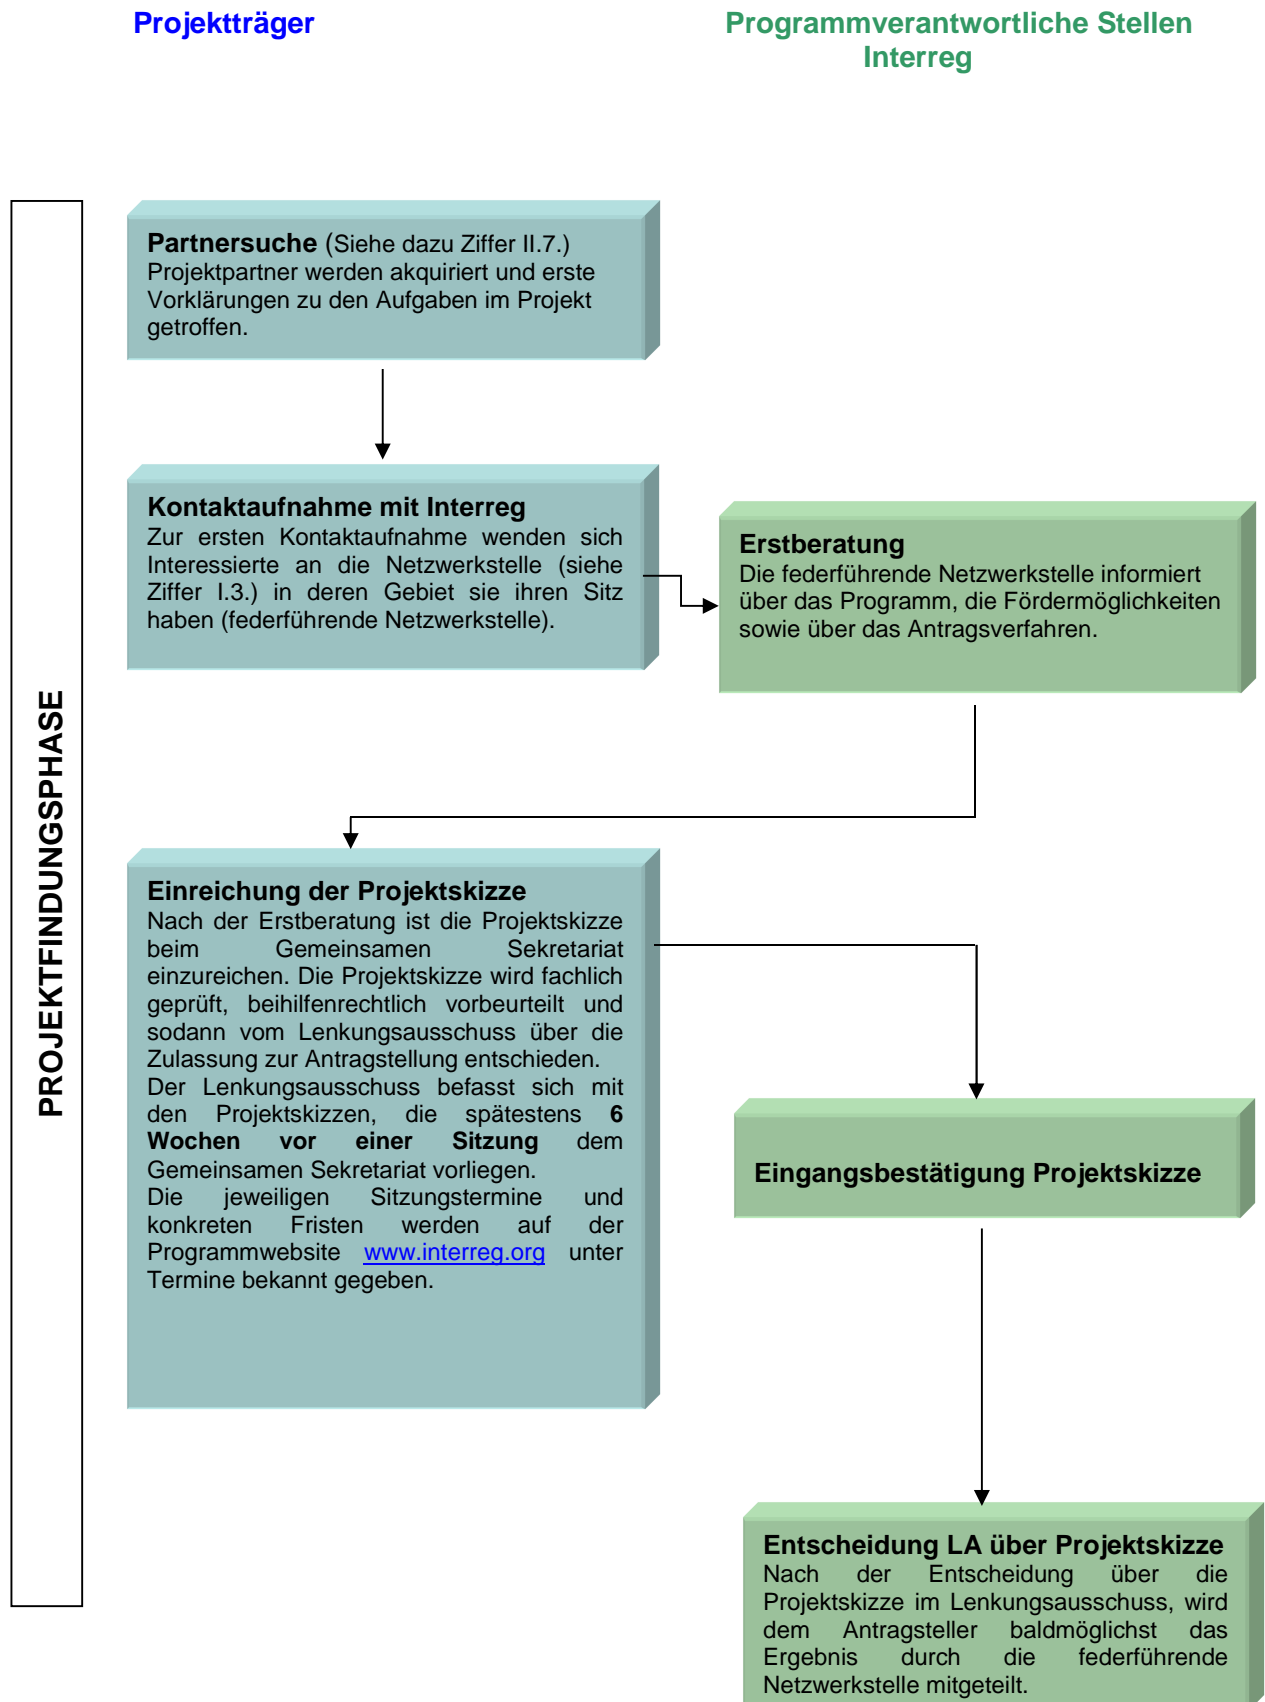 Projektträger
Programmverantwortliche Stellen
Interreg
PROJEKTFINDUNGSPHASE
Partnersuche (Siehe dazu Ziffer II.7.)
Projektpartner werden akquiriert und erste
Vorklärungen zu den Aufgaben im Projekt
getroffen.
Kontaktaufnahme mit Interreg
Zur ersten Kontaktaufnahme wenden sich
Interessierte an die Netzwerkstelle (siehe
Ziffer I.3.) in deren Gebiet sie ihren Sitz
haben (federführende Netzwerkstelle).
Erstberatung
Die federführende Netzwerkstelle informiert
über das Programm, die Fördermöglichkeiten
sowie über das Antragsverfahren.
Einreichung der Projektskizze
Nach der Erstberatung ist die Projektskizze
beim Gemeinsamen Sekretariat
einzureichen. Die Projektskizze wird fachlich
geprüft, beihilfenrechtlich vorbeurteilt und
sodann vom Lenkungsausschuss über die
Zulassung zur Antragstellung entschieden.
Der Lenkungsausschuss befasst sich mit
den Projektskizzen, die spätestens 6
Wochen vor einer Sitzung dem
Gemeinsamen Sekretariat vorliegen.
Die jeweiligen Sitzungstermine und
konkreten Fristen werden auf der
Programmwebsite www.interreg.org unter
Termine bekannt gegeben.
Eingangsbestätigung Projektskizze
Entscheidung LA über Projektskizze
Nach der Entscheidung über die
Projektskizze im Lenkungsausschuss, wird
dem Antragsteller baldmöglichst das
Ergebnis durch die federführende
Netzwerkstelle mitgeteilt.